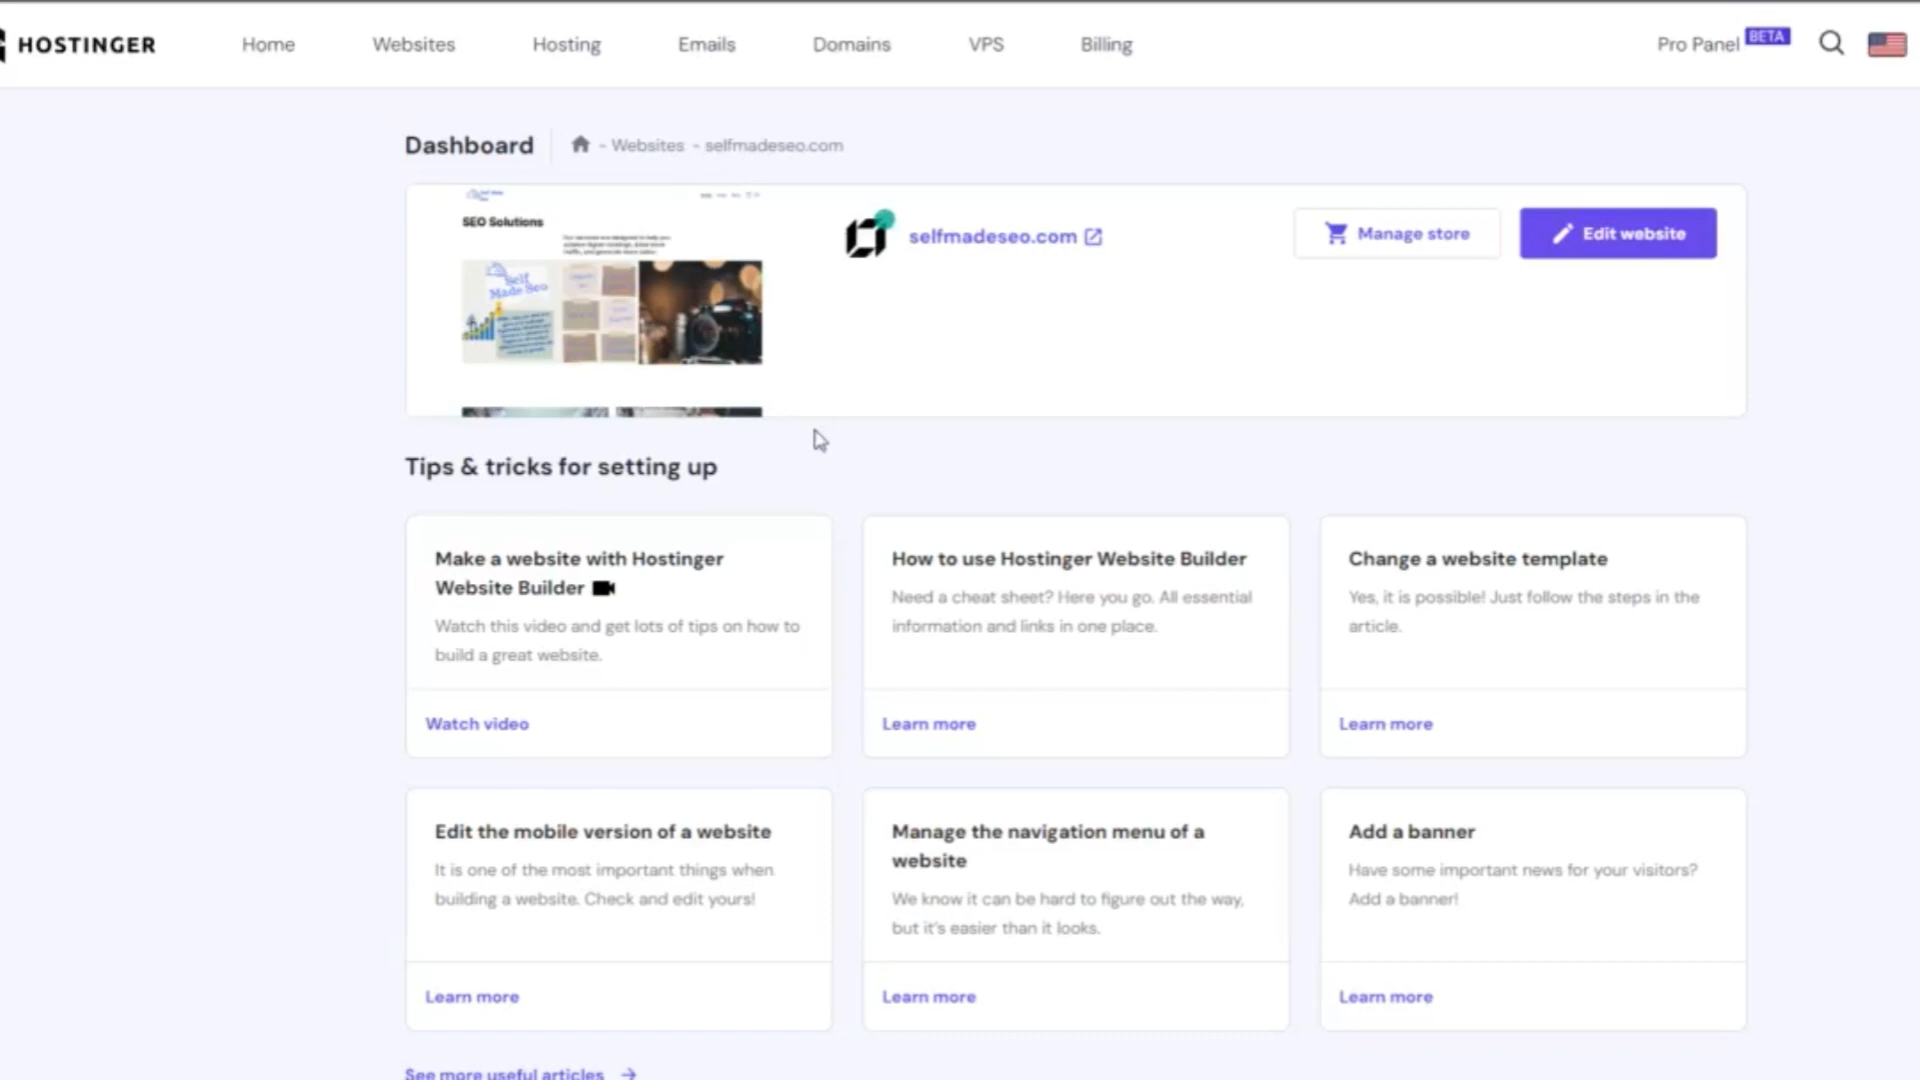 HOSTINGER
Home
Websites
Hosting
Emails
Domains
VPS
Billing
Pro Panel BETA
Dashboard
- Websites - selfmadeseo.com
SEO Solutions
Self
Made Seo
selfmadeseo.com
Manage store
Edit website
Tips & tricks for setting up
Make a website with Hostinger
Website Builder
Watch this video and get lots of tips on how to
build a great website.
Watch video
How to use Hostinger Website Builder
Need a cheat sheet? Here you go. All essential
information and links in one place.
Learn more
Change a website template
Yes, it is possible! Just follow the steps in the
article.
Learn more
Edit the mobile version of a website
It is one of the most important things when
building a website. Check and edit yours!
Learn more
Manage the navigation menu of a
website
We know it can be hard to figure out the way,
but it's easier than it looks.
Learn more
Add a banner
Have some important news for your visitors?
Add a banner!
Learn more
See more useful articles →